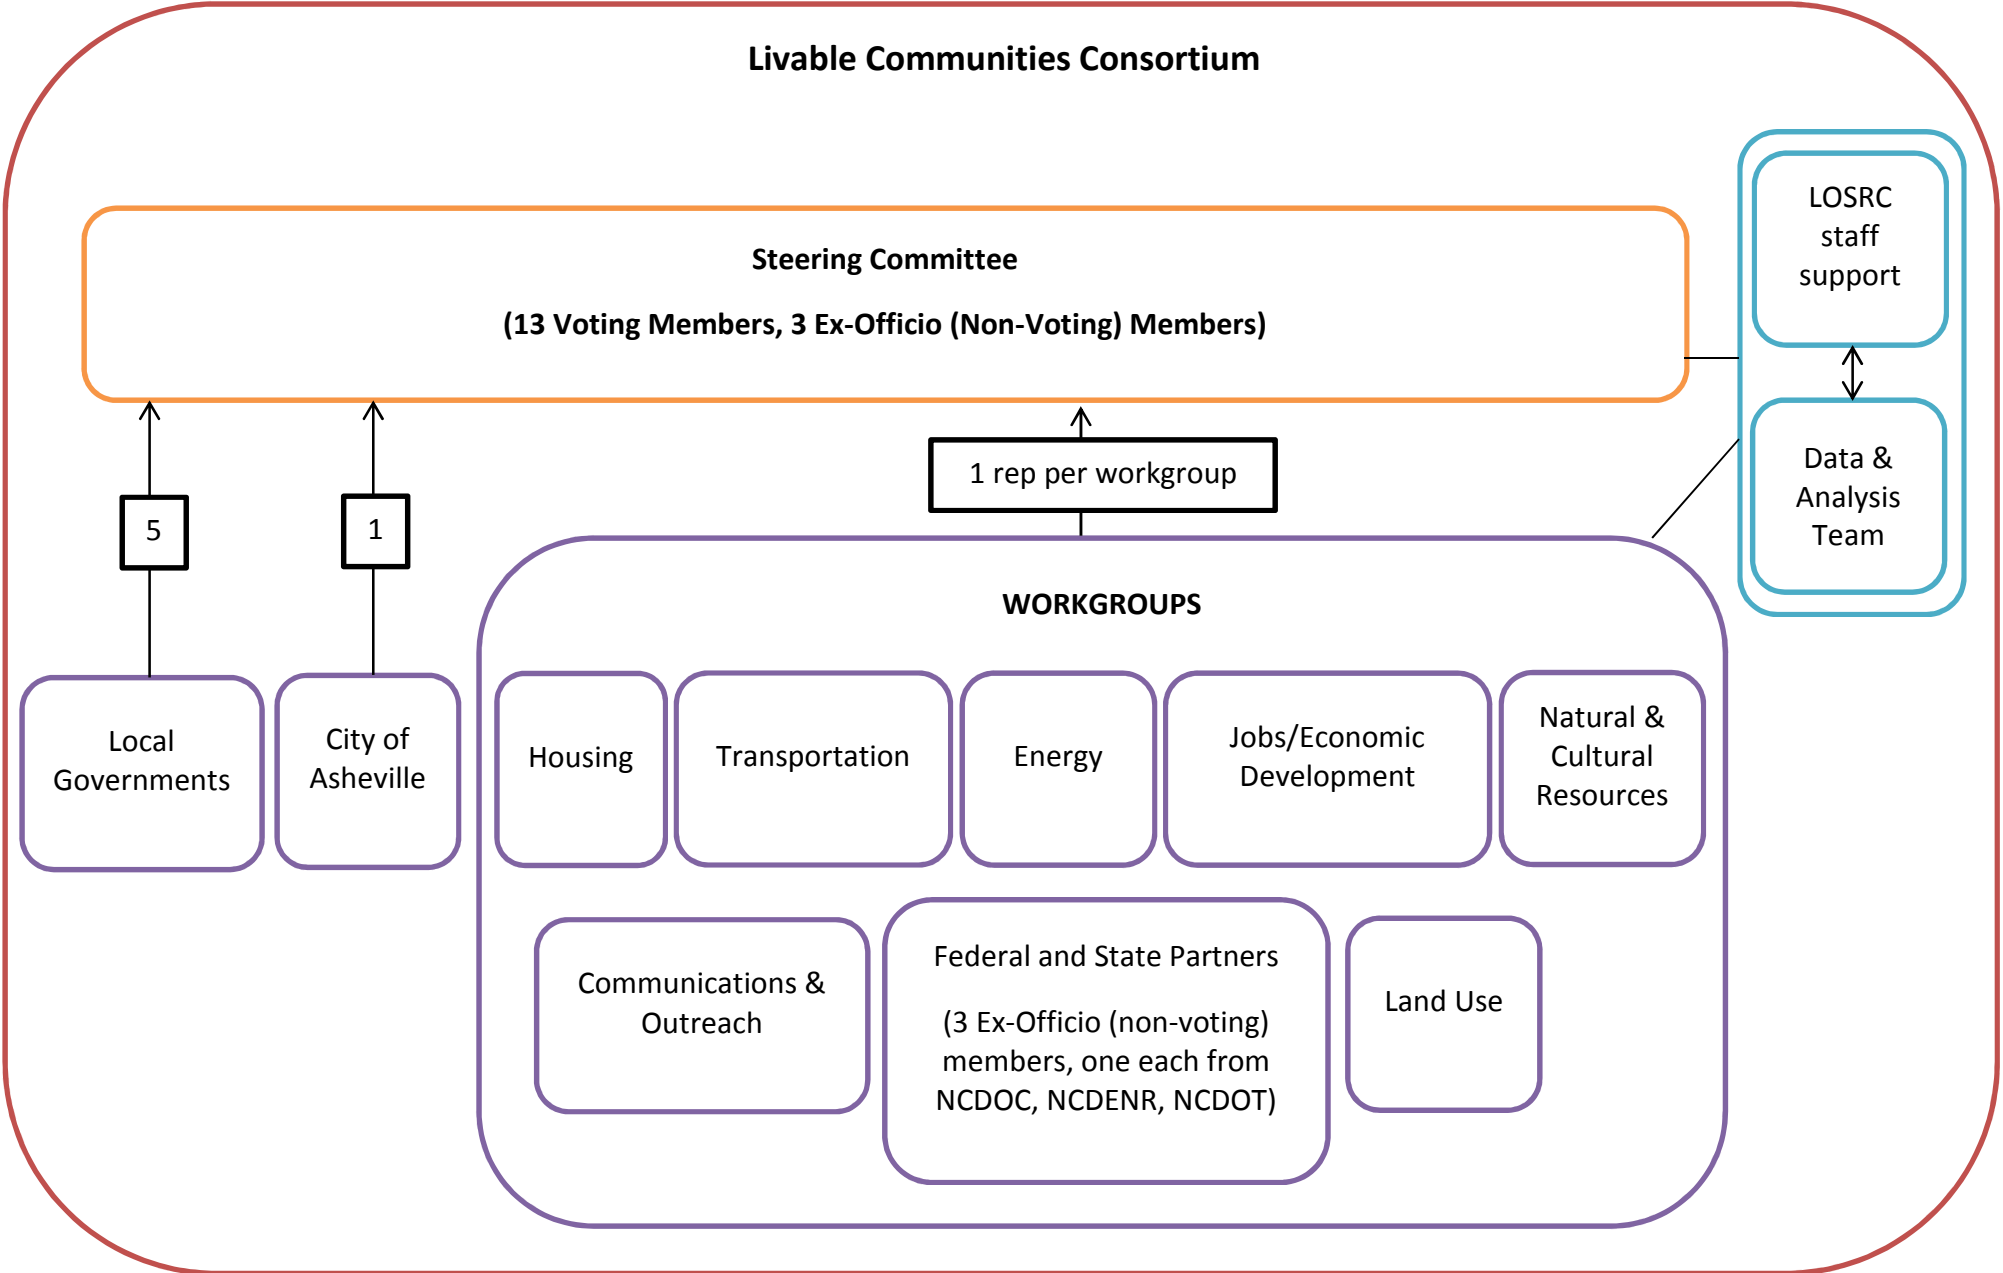 Livable Communities Consortium
LOSRC
staff
support
Steering Committee
(13 Voting Members, 3 Ex-Officio (Non-Voting) Members)
Data &
Analysis
Team
5
1
1 rep per workgroup
WORKGROUPS
Local
Governments
City of
Asheville
Housing
Transportation
Energy
Jobs/Economic
Development
Natural &
Cultural
Resources
Communications &
Outreach
Federal and State Partners
(3 Ex-Officio (non-voting)
members, one each from
NCDOC, NCDENR, NCDOT)
Land Use